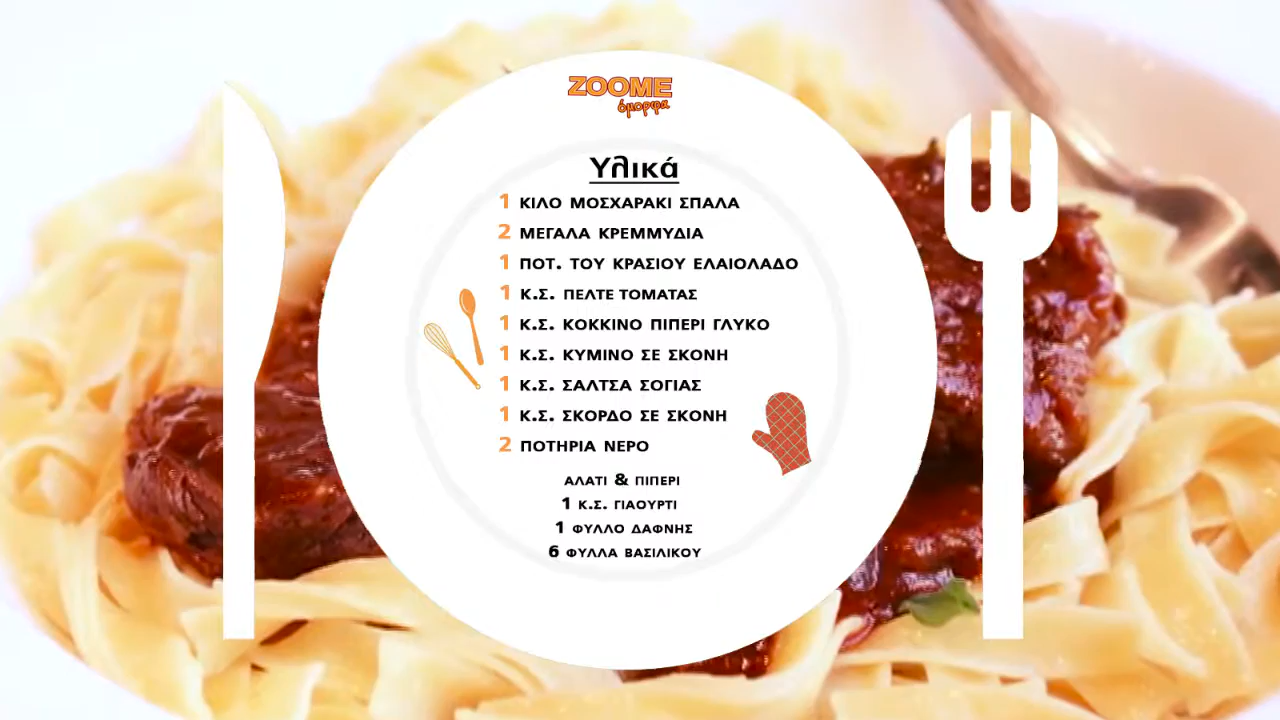 ZOOME
όμορφα
Υλικά
1 ΚΙΛΟ ΜΟΣΧΑΡΑΚΙ ΣΠΑΛΑ
2 ΜΕΓΑΛΑ ΚΡΕΜΜΥΔΙΑ
1 ΠΟΤ. ΤΟΥ ΚΡΑΣΙΟΥ ΕΛΑΙΟΛΑΔΟ
1 Κ.Σ. ΠΕΛΤΕ ΤΟΜΑΤΑΣ
1 Κ.Σ. ΚΟΚΚΙΝΟ ΠΙΠΕΡΙ ΓΛΥΚΟ
1 Κ.Σ. ΚΥΜΙΝΟ ΣΕ ΣΚΟΝΗ
1 Κ.Σ. ΣΑΛΤΣΑ ΣΟΓΙΑΣ
1 Κ.Σ. ΣΚΟΡΔΟ ΣΕ ΣΚΟΝΗ
2 ΠΟΤΗΡΙΑ ΝΕΡΟ
ΑΛΑΤΙ & ΠΙΠΕΡΙ
1 Κ.Σ. ΓΙΑΟΥΡΤΙ
1 ΦΥΛΛΟ ΔΑΦΝΗΣ
6 ΦΥΛΛΑ ΒΑΣΙΛΙΚΟΥ